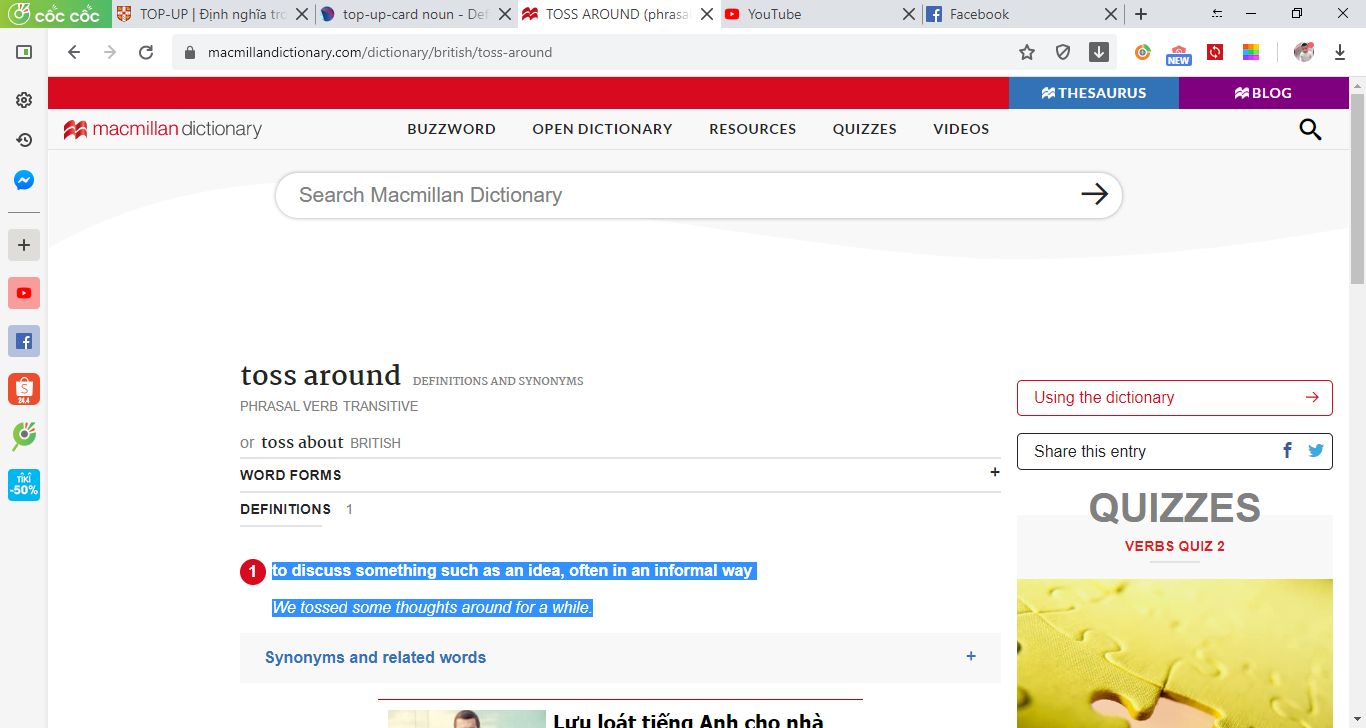 cốc cốc
TOP-UP | Định nghĩa tro
top-up-card noun - Def
TOSS AROUND (phrasa
YouTube
Facebook
macmillandictionary.com/dictionary/british/toss-around
NEW
THESAURUS
BLOG
macmillan dictionary
BUZZWORD
OPEN DICTIONARY
RESOURCES
QUIZZES
VIDEOS
Search Macmillan Dictionary
S
24.4
TIKI
-50%
toss around DEFINITIONS AND SYNONYMS
PHRASAL VERB TRANSITIVE
or toss about BRITISH
WORD FORMS +
DEFINITIONS 1
1 to discuss something such as an idea, often in an informal way
We tossed some thoughts around for a while.
Synonyms and related words +
Lưu loát tiếng Anh cho nhà
Using the dictionary
Share this entry
QUIZZES
VERBS QUIZ 2